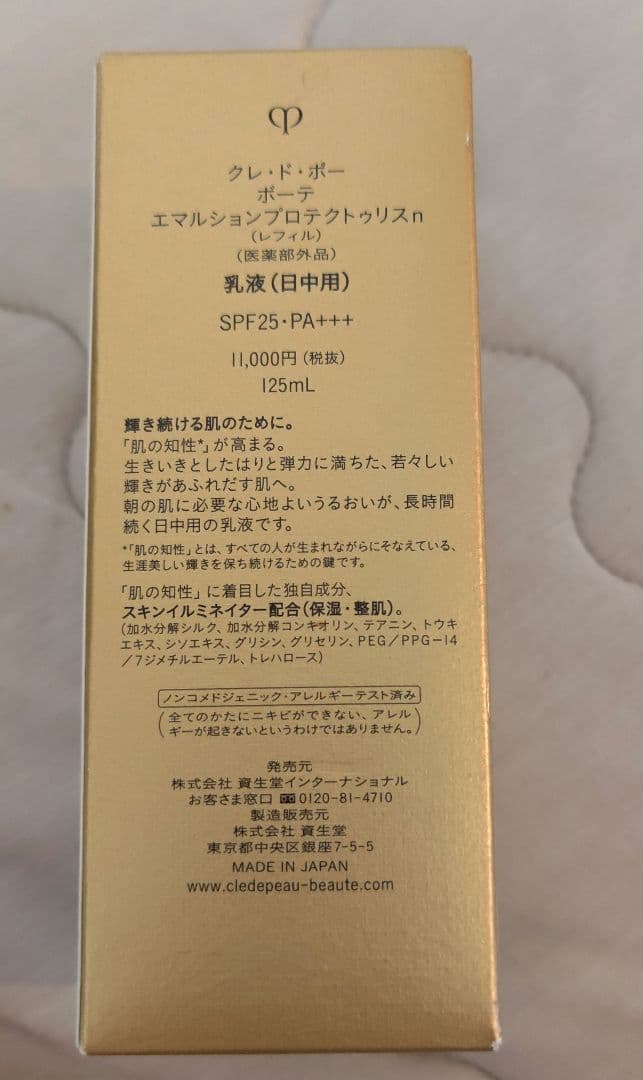 クレ・ド・ポー
ボーテ
エマルションプロテクトゥリスn
(レフィル)
(医薬部外品)
乳液(日中用)
SPF25・PA+++
11,000円(税抜)
125mL
輝き続ける肌のために。
「肌の知性*」が高まる。
生きいきとしたはりと弾力に満ちた、若々しい
輝きがあふれだす肌へ。
朝の肌に必要な心地よいうるおいが、長時間
続く日中用の乳液です。
*「肌の知性」とは、すべての人が生まれながらにそなえている、
生涯美しい輝きを保ち続けるための鍵です。
「肌の知性」に着目した独自成分、
スキンイルミネイター配合(保湿・整肌)。
(加水分解シルク、加水分解コンキオリン、テアニン、トウキ
エキス、シソエキス、グリシン、グリセリン、PEG/PPG-14
/7ジメチルエーテル、トレハロース)
ノンコメドジェニック・アレルギーテスト済み
(全てのかたにニキビができない、アレル
ギーが起きないというわけではありません。)
発売元
株式会社 資生堂インターナショナル
お客さま窓口 0120-81-4710
製造販売元
株式会社 資生堂
東京都中央区銀座7-5-5
MADE IN JAPAN
www.cledepeau-beaute.com